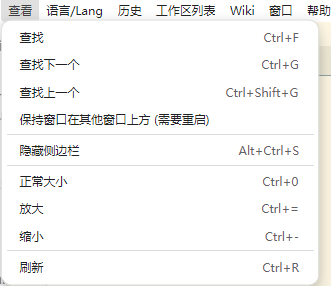 查看 语言/Lang 历史 工作区列表 Wiki 窗口 帮助
查找 Ctrl+F
查找下一个 Ctrl+G
查找上一个 Ctrl+Shift+G
保持窗口在其他窗口上方 (需要重启)
隐藏侧边栏 Alt+Ctrl+S
正常大小 Ctrl+0
放大 Ctrl+=
缩小 Ctrl+-
刷新 Ctrl+R